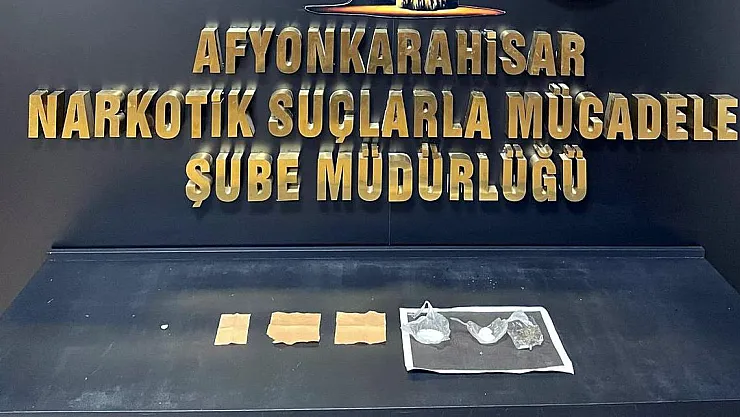 AFYONKARAHİSAR
NARKOTİK SUÇLARLA MÜCADELE
ŞUBE MÜDÜRLÜĞÜ